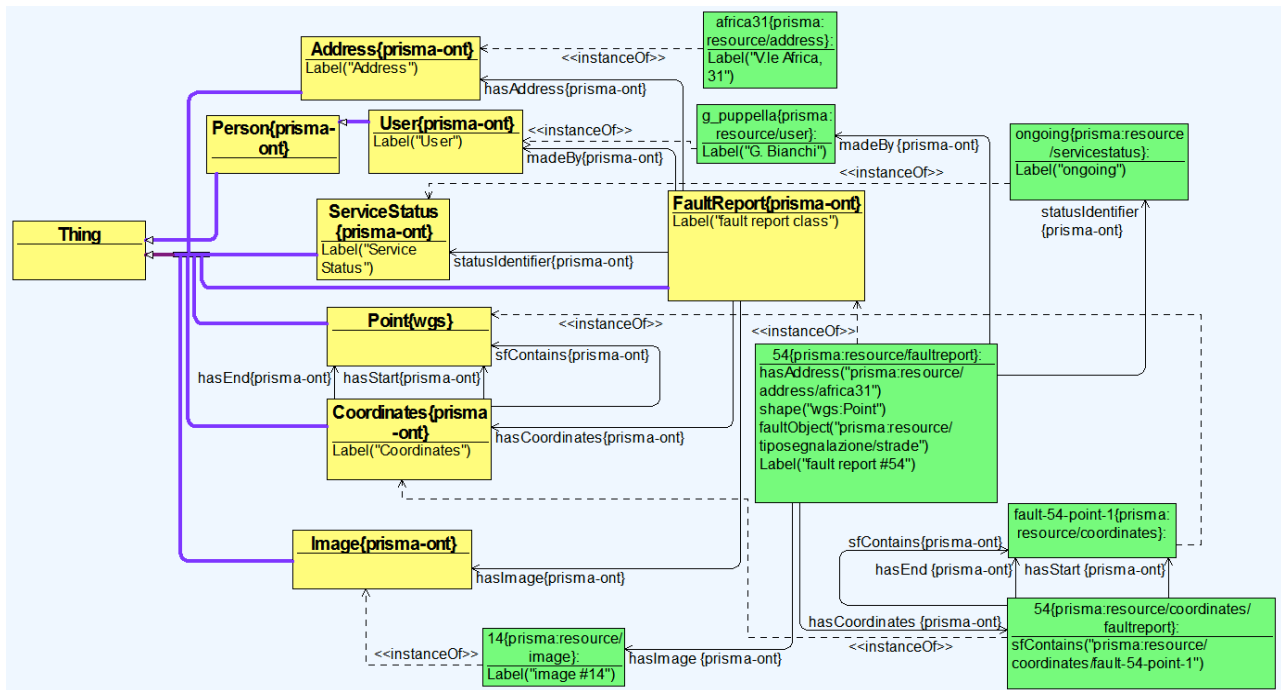 africa31{prisma:
resource/address}:
Label("V.le Africa,
31")
Address{prisma-ont}
Label("Address")
<<instanceOf>>
hasAddress{prisma-ont}
Person{prisma-
ont}
User{prisma-ont}
Label("User")
<<instanceOf>>
madeBy{prisma-ont}
g_puppella{prisma:
resource/user}:
Label("G. Bianchi")
madeBy{prisma-ont}
<<instanceOf>>
ongoing{prisma:resource
/servicestatus}:
Label("ongoing")
statusIdentifier
{prisma-ont}
Thing
ServiceStatus
{prisma-ont}
Label("Service
Status")
statusIdentifier{prisma-ont}
FaultReport{prisma-ont}
Label("fault report class")
Point{wgs}
<<instanceOf>>
<<instanceOf>>
sfContains{prisma-ont}
hasEnd{prisma-ont}
hasStart{prisma-ont}
Coordinates{prisma
-ont}
Label("Coordinates")
hasCoordinates{prisma-ont}
54{prisma:resource/faultreport}:
hasAddress("prisma:resource/
address/africa31")
shape("wgs:Point")
faultObject("prisma:resource/
tiposegnalazione/strade")
Label("fault report #54")
Image{prisma-ont}
hasImage{prisma-ont}
fault-54-point-1{prisma:
resource/coordinates}:
sfContains{prisma-ont}
hasEnd {prisma-ont}
hasStart {prisma-ont}
54{prisma:resource/coordinates/
faultreport}:
sfContains("prisma:resource/
coordinates/fault-54-point-1")
hasCoordinates {prisma-ont}
<<instanceOf>>
14{prisma:resource/
image}:
Label("image #14")
<<instanceOf>>
hasImage {prisma-ont}